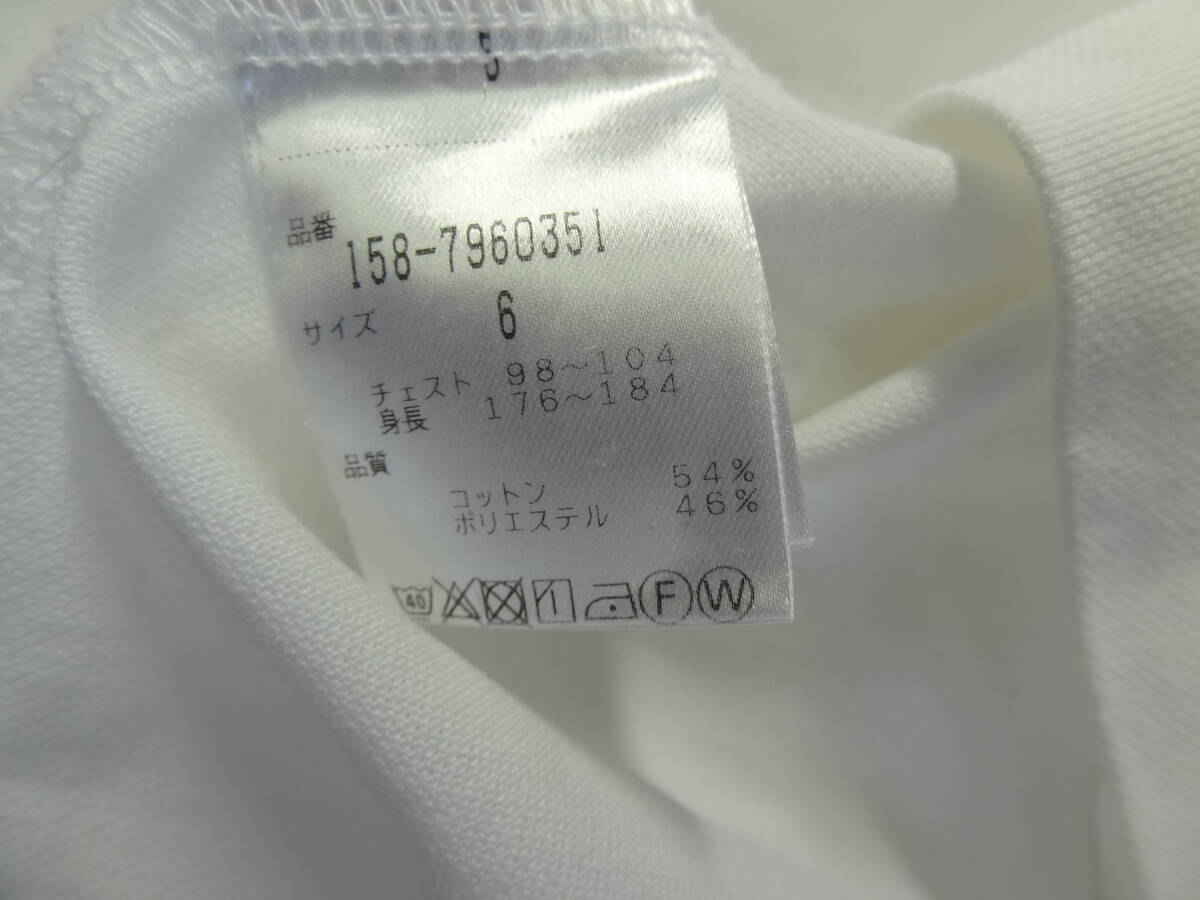 品番
158-7960351
サイズ 6
チェスト 98～104
身長 176～184
品質
コットン 54%
ポリエステル 46%
40 F W